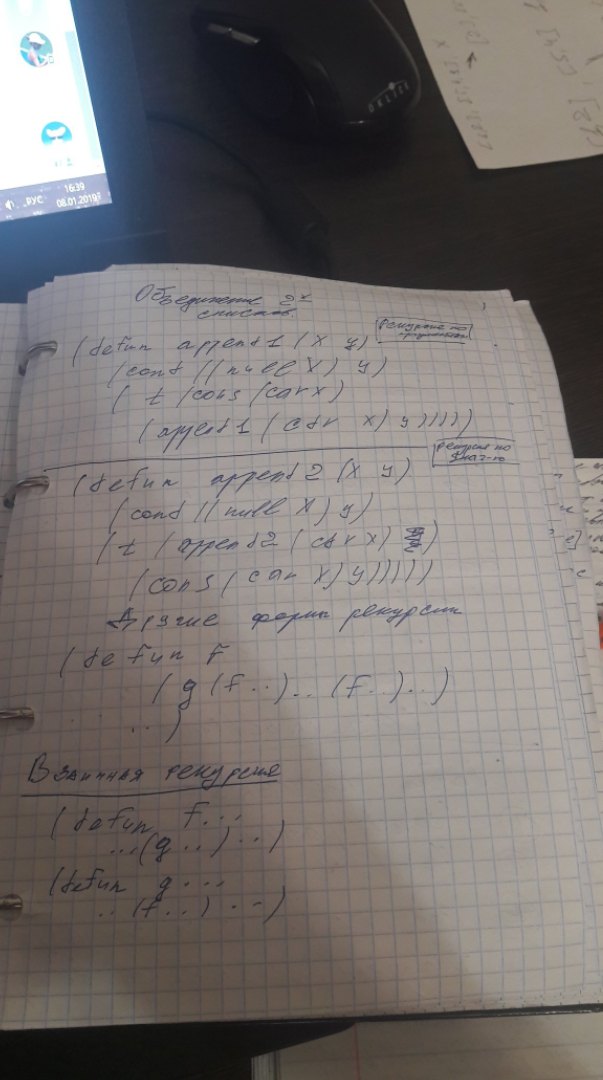 РУС
16:39
08.01.2019
OKLICK
Объединение 2х
списков
(defun append1 (x y)
Рекурсия по
аргументам
(cond ((null x) y)
(t (cons (car x)
(append1 (cdr x) y)))))
Рекурсия по
знач-ю
(defun append2 (x y)
(cond ((null x) y)
(t (append2 (cdr x)
(cons (car x) y)))))
Другие формы рекурсии
(defun f
(g (f..)..(f..)..)
..)
Взаимная рекурсия
(defun f...
...(g..)..)
(defun g....
..(f..)..)